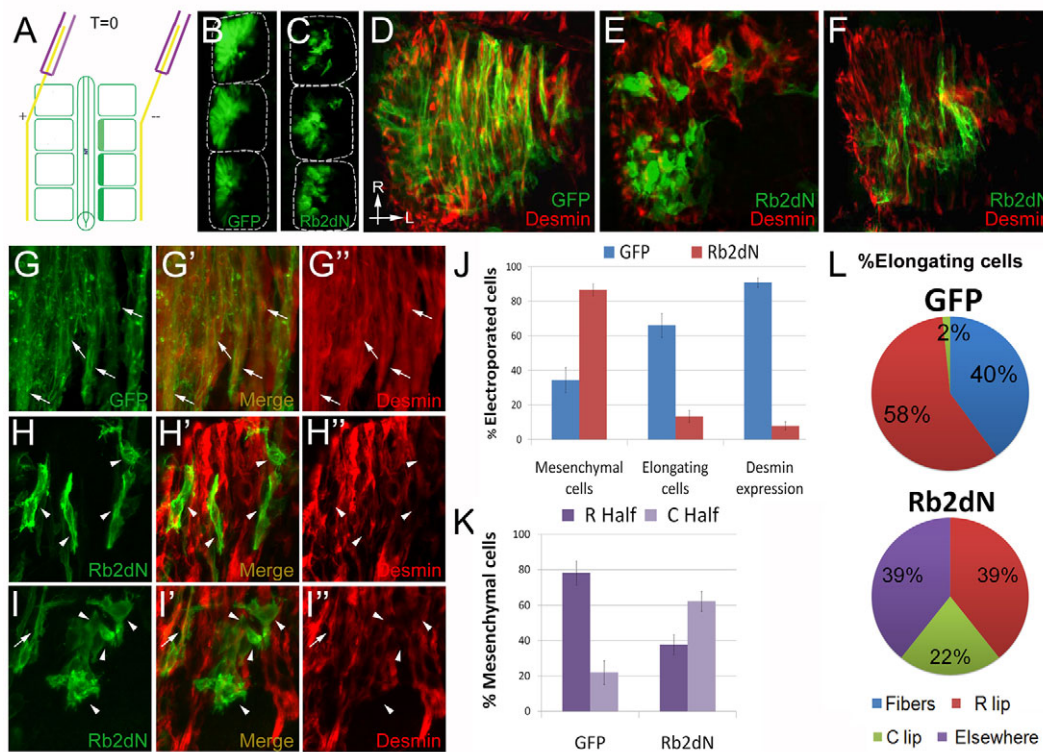 A
T=0
+
--
B
GFP
C
Rb2dN
D
R
L
GFP
Desmin
E
Rb2dN
Desmin
F
Rb2dN
Desmin
G
GFP
G’
Merge
G’’
Desmin
H
Rb2dN
H’
Merge
H’’
Desmin
I
Rb2dN
I’
Merge
I’’
Desmin
J
GFP Rb2dN
% Electroporated cells
100
80
60
40
20
0
Mesenchymal cells
Elongating cells
Desmin expression
K
R Half C Half
% Mesenchymal cells
100
80
60
40
20
0
GFP Rb2dN
L
%Elongating cells
GFP
2%
40%
58%
Rb2dN
39%
39%
22%
Fibers R lip
C lip Elsewhere